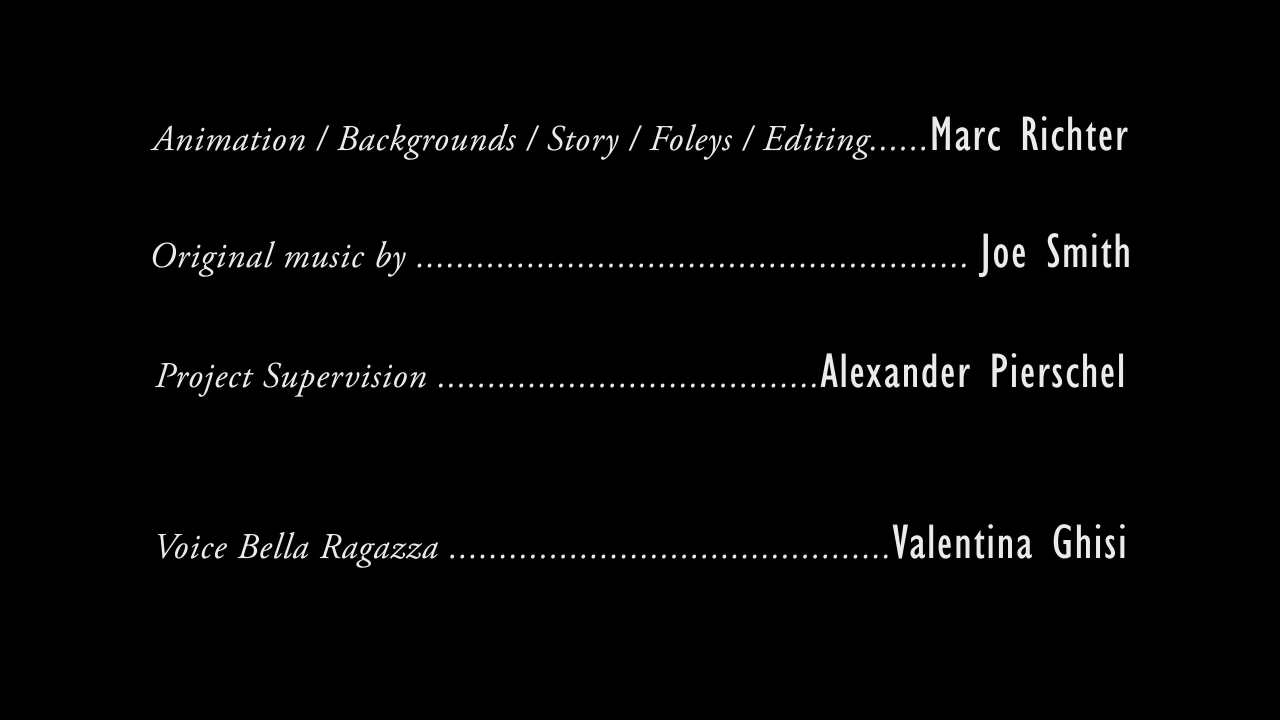 Animation / Backgrounds / Story / Foleys / Editing......Marc Richter
Original music by ....................................................... Joe Smith
Project Supervision ......................................Alexander Pierschel
Voice Bella Ragazza ............................................Valentina Ghisi